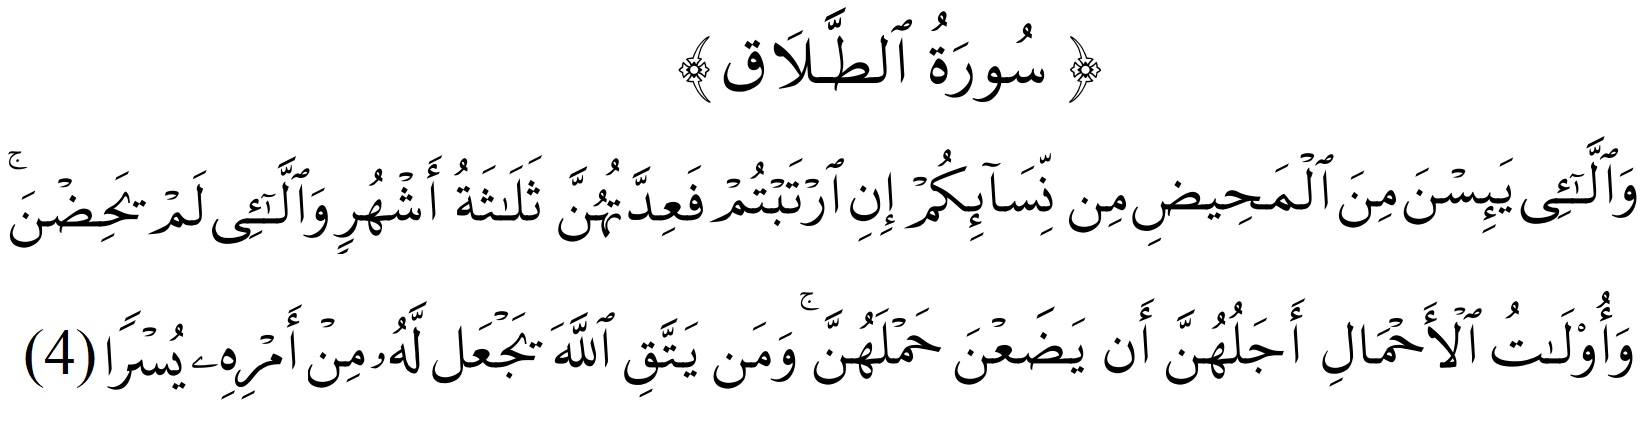 ﴿ سُورَةُ ٱلطَّلَاق ﴾
وَٱلَّـٰٓـِٔى يَئِسْنَ مِنَ ٱلْمَحِيضِ مِن نِّسَآئِكُمْ إِنِ ٱرْتَبْتُمْ فَعِدَّتُهُنَّ ثَلَـٰثَةُ أَشْهُرٍ وَٱلَّـٰٓـِٔى لَمْ يَحِضْنَ ۚ
وَأُو۟لَـٰتُ ٱلْأَحْمَالِ أَجَلُهُنَّ أَن يَضَعْنَ حَمْلَهُنَّ ۚ وَمَن يَتَّقِ ٱللَّهَ يَجْعَل لَّهُۥ مِنْ أَمْرِهِۦ يُسْرًا (4)